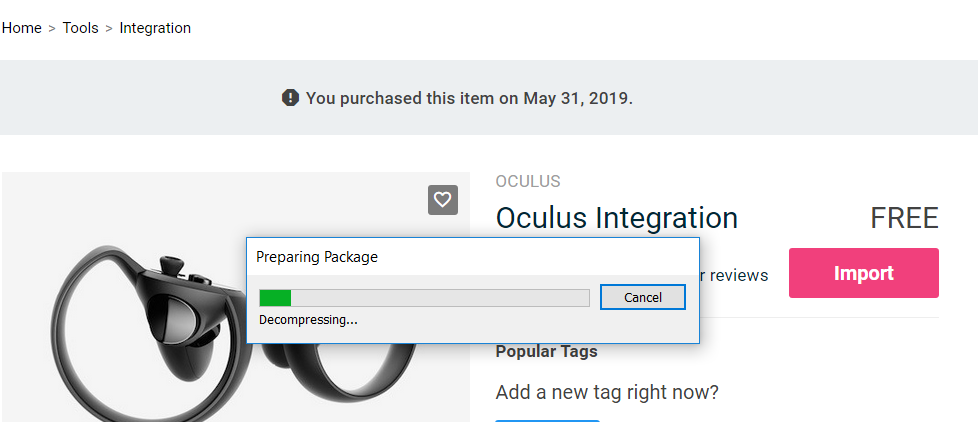 Home > Tools > Integration
You purchased this item on May 31, 2019.
OCULUS
Oculus Integration
FREE
Preparing Package
r reviews
Import
Cancel
Decompressing...
Popular Tags
Add a new tag right now?